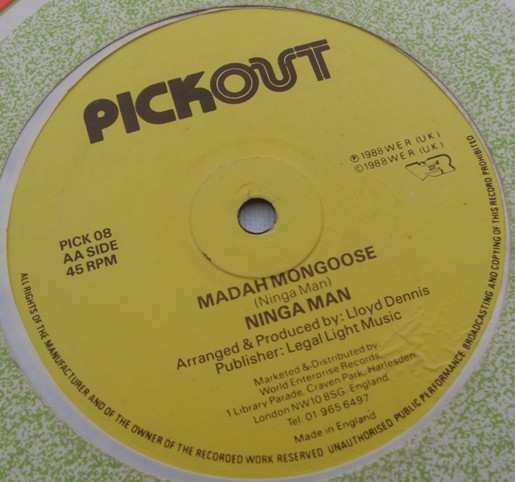 PICKOUT
℗ 1988 W.E.R (U.K)
© 1988 W.E.R (U.K)
PICK 08
AA SIDE
45 RPM
MADAH MONGOOSE
(Ninga Man)
NINGA MAN
Arranged & Produced by: Lloyd Dennis
Publisher: Legal Light Music
Marketed & Distributed by
World Enterprise Records
1 Library Parade, Craven Park, Harlesden,
London NW10 8SG. England.
Tel: 01 965 6497
Made in England
ALL RIGHTS OF THE MANUFACTURER AND OF THE OWNER OF THE RECORDED WORK RESERVED UNAUTHORISED PUBLIC PERFORMANCE BROADCASTING AND COPYING OF THIS RECORD PROHIBITED